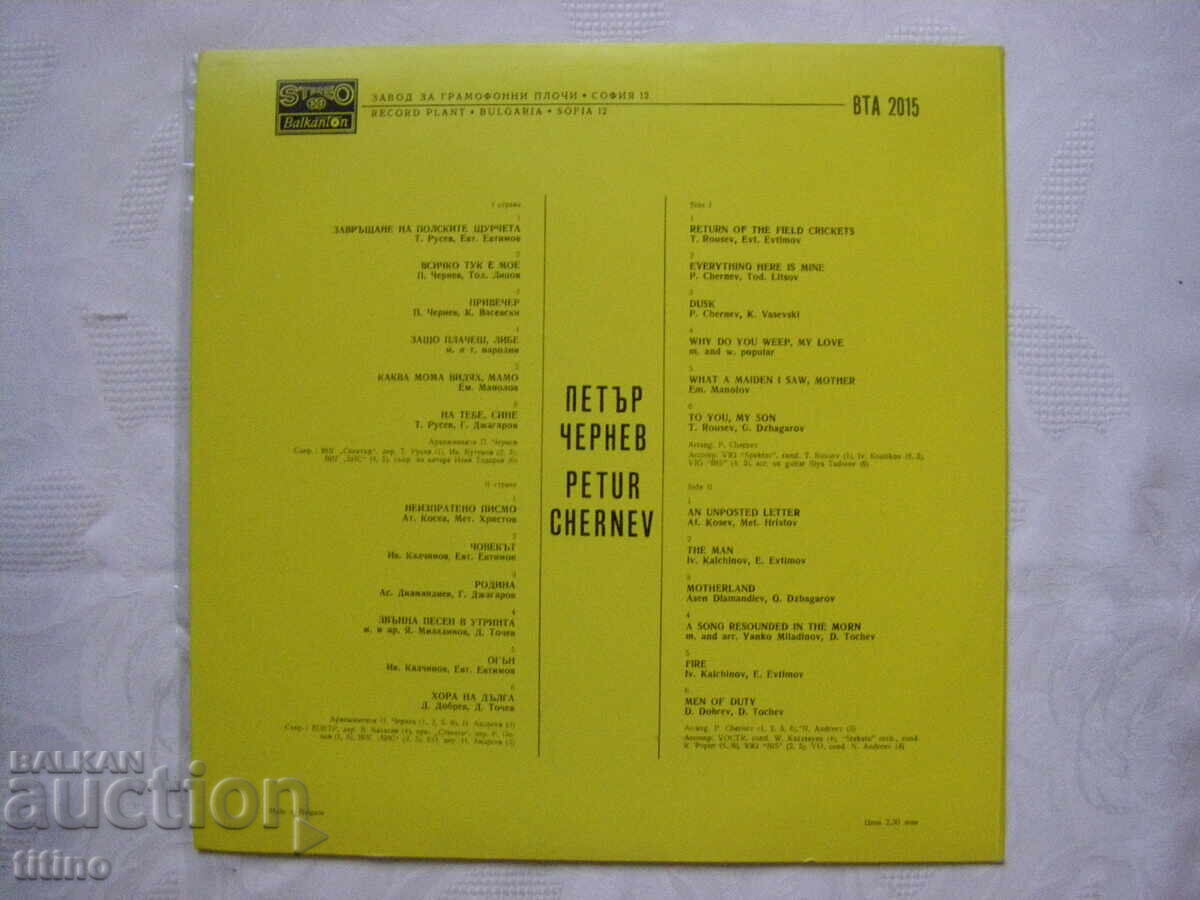 STEREO
Balkanton
ЗАВОД ЗА ГРАМОФОННИ ПЛОЧИ • СОФИЯ 12
RECORD PLANT • BULGARIA • SOFIA 12
ВТА 2015
I страна
1
ЗАВРЪЩАНЕ НА ПОЛСКИТЕ ЩУРЧЕТА
Т. Русев, Евт. Евтимов
2
ВСИЧКО ТУК Е МОЕ
П. Чернев,
3
ПРИВЕЧЕР
П. Чернев, К. Васевски
4
ЗАЩО ПЛАЧЕШ, ЛИБЕ
м. и т. народни
5
КАКВА МОМА ВИДЯХ, МАМО
Ем. Манолов
6
НА ТЕБЕ, СИНЕ
Т. Русев, Г. Джагаров
Аранжименти П. Чернев
II страна
1
НЕИЗПРАТЕНО ПИСМО
Ат. Косев, Мет. Христов
2
ЧОВЕКЪТ
Ив. Калчинов, Евт. Евтимов
3
РОДИНА
Ас. Диамандиев, Г. Джагаров
4
ЗВЪННА ПЕСЕН В УТРИНТА
м. и ар. Я. Миладинов, Д. Точев
5
ОГЪН
Ив. Калчинов, Евт. Евтимов
6
ХОРА НА ДЪЛГА
Д. Добрев, Д. Точев
ПЕТЪР
ЧЕРНЕВ
PETUR
CHERNEV
Side I
1
RETURN OF THE FIELD CRICKETS
T. Rousev, Evt. Evtimov
2
EVERYTHING HERE IS MINE
P. Chernev, Tod. Litsov
3
DUSK
P. Chernev, K. Vasevski
4
WHY DO YOU WEEP, MY LOVE
m. and w. popular
5
WHAT A MAIDEN I SAW, MOTHER
Em. Manolov
6
TO YOU, MY SON
T. Rousev, G. Dzhagarov
Arrang. P. Chernev
Side II
1
AN UNPOSTED LETTER
At. Kosev, Met. Hristov
2
THE MAN
Iv. Kalchinov, E. Evtimov
3
MOTHERLAND
Asen Diamandiev, G. Dzhagarov
4
A SONG RESOUNDED IN THE MORN
m. and arr. Yanko Miladinov, D. Tochev
5
FIRE
Iv. Kalchinov, E. Evtimov
6
MEN OF DUTY
D. Dobrev, D. Tochev
Цена 2,30 лева
BALKAN
auction
titino